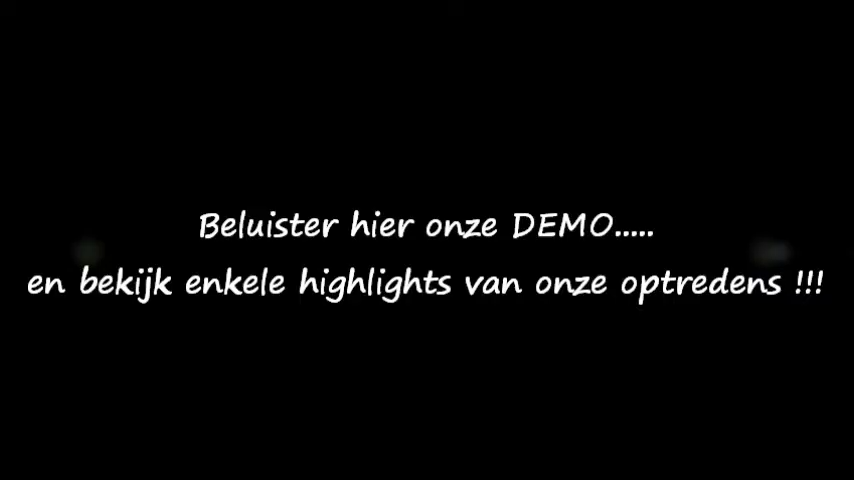 Beluister hier onze DEMO.....
en bekijk enkele highlights van onze optredens !!!